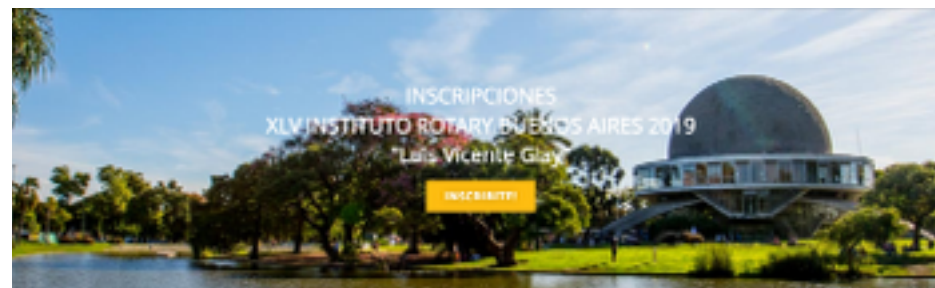 INSCRIPCIONES
XLV INSTITUTO ROTARY BUENOS AIRES 2019
"Luis Vicente Giay
INSCRIBITE!